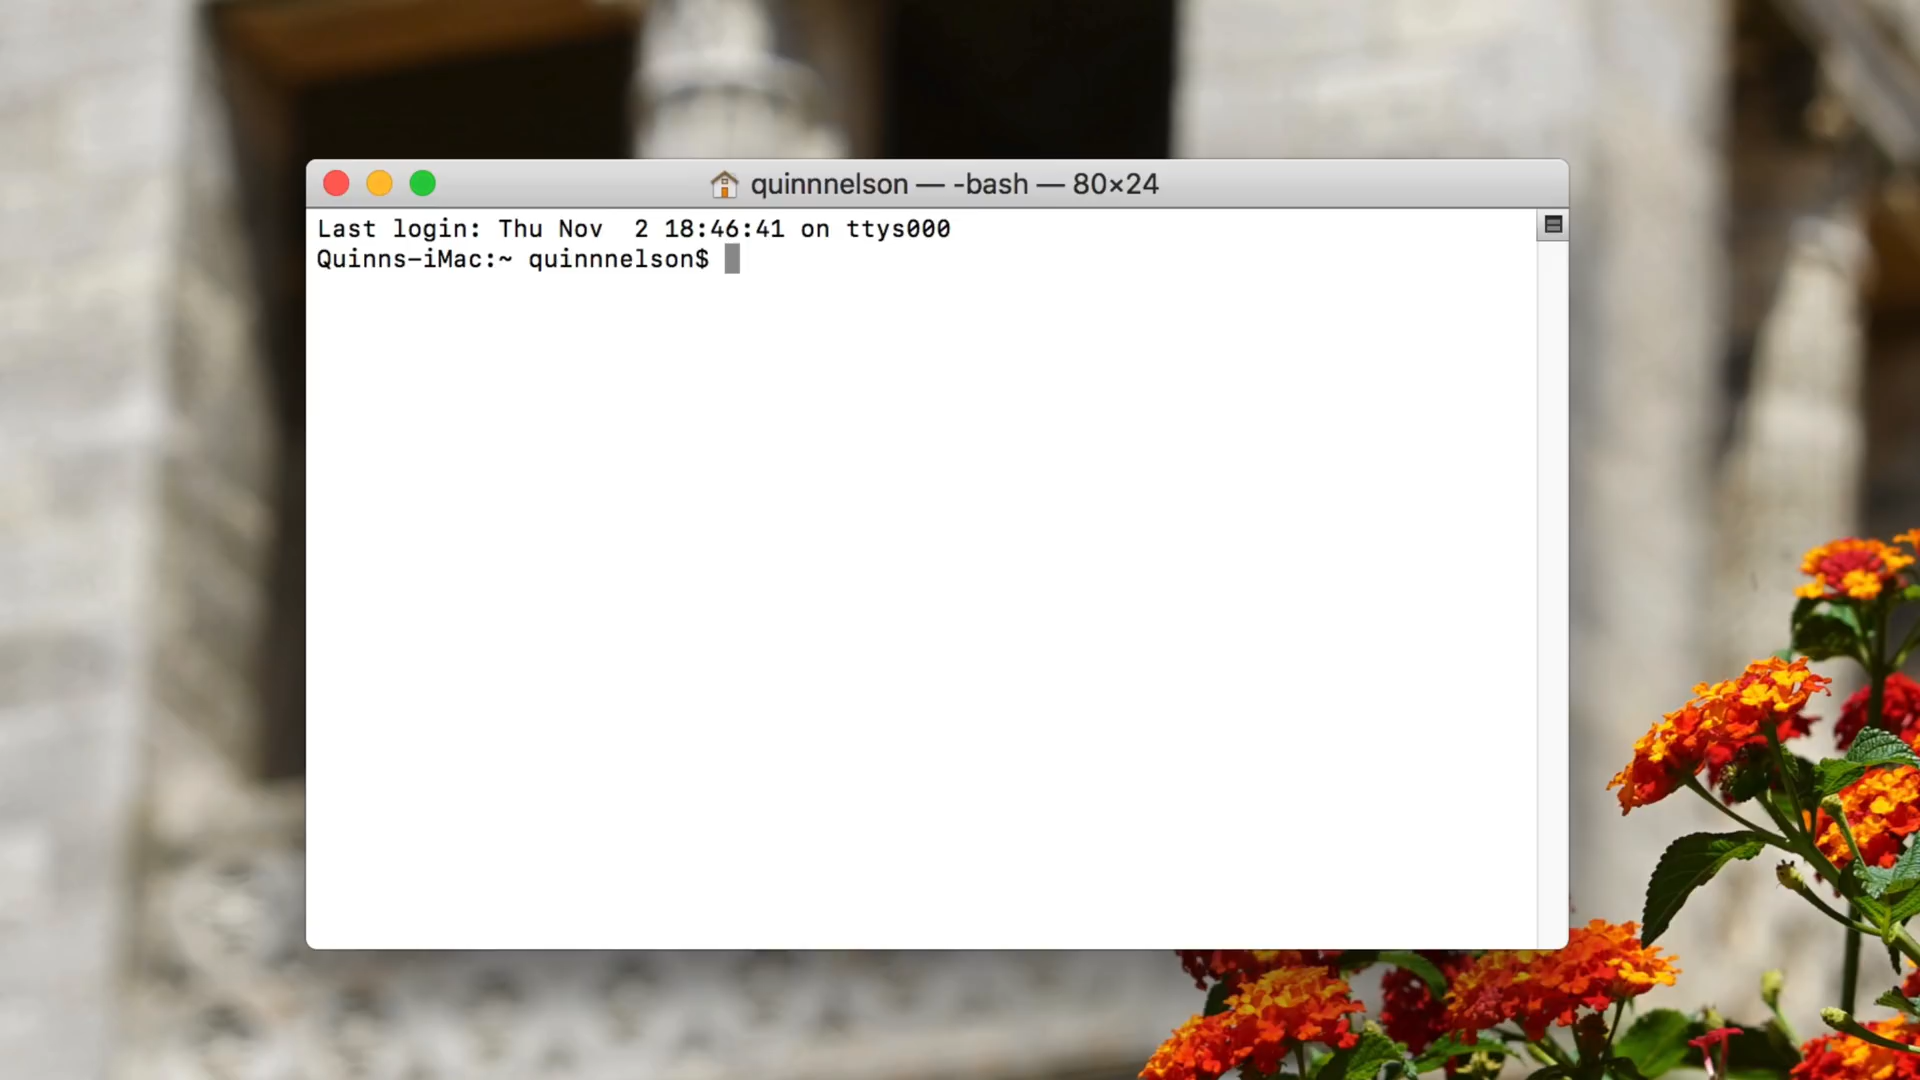 quinnnelson — -bash — 80×24
Last login: Thu Nov  2 18:46:41 on ttys000
Quinns-iMac:~ quinnnelson$